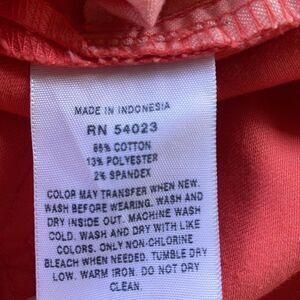 MADE IN INDONESIA
RN 54023
85% COTTON
13% POLYESTER
2% SPANDEX
COLOR MAY TRANSFER WHEN NEW.
WASH BEFORE WEARING. WASH AND
DRY INSIDE OUT. MACHINE WASH
COLD. WASH AND DRY WITH LIKE
COLORS. ONLY NON-CHLORINE
BLEACH WHEN NEEDED. TUMBLE DRY
LOW. WARM IRON. DO NOT DRY
CLEAN.